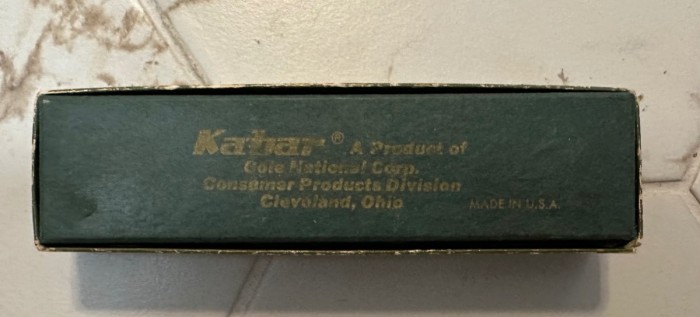 Kabar® A Product of
Cole National Corp.
Consumer Products Division
Cleveland, Ohio
MADE IN U.S.A.